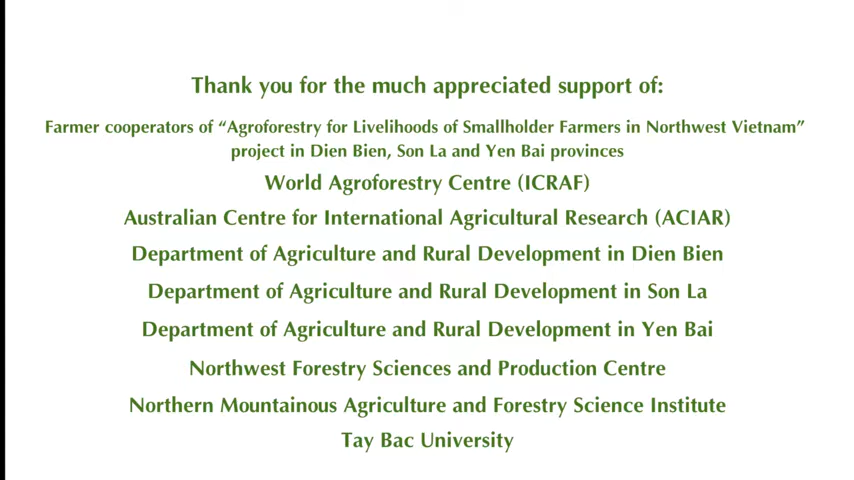 Thank you for the much appreciated support of:
Farmer cooperators of “Agroforestry for Livelihoods of Smallholder Farmers in Northwest Vietnam”
project in Dien Bien, Son La and Yen Bai provinces
World Agroforestry Centre (ICRAF)
Australian Centre for International Agricultural Research (ACIAR)
Department of Agriculture and Rural Development in Dien Bien
Department of Agriculture and Rural Development in Son La
Department of Agriculture and Rural Development in Yen Bai
Northwest Forestry Sciences and Production Centre
Northern Mountainous Agriculture and Forestry Science Institute
Tay Bac University